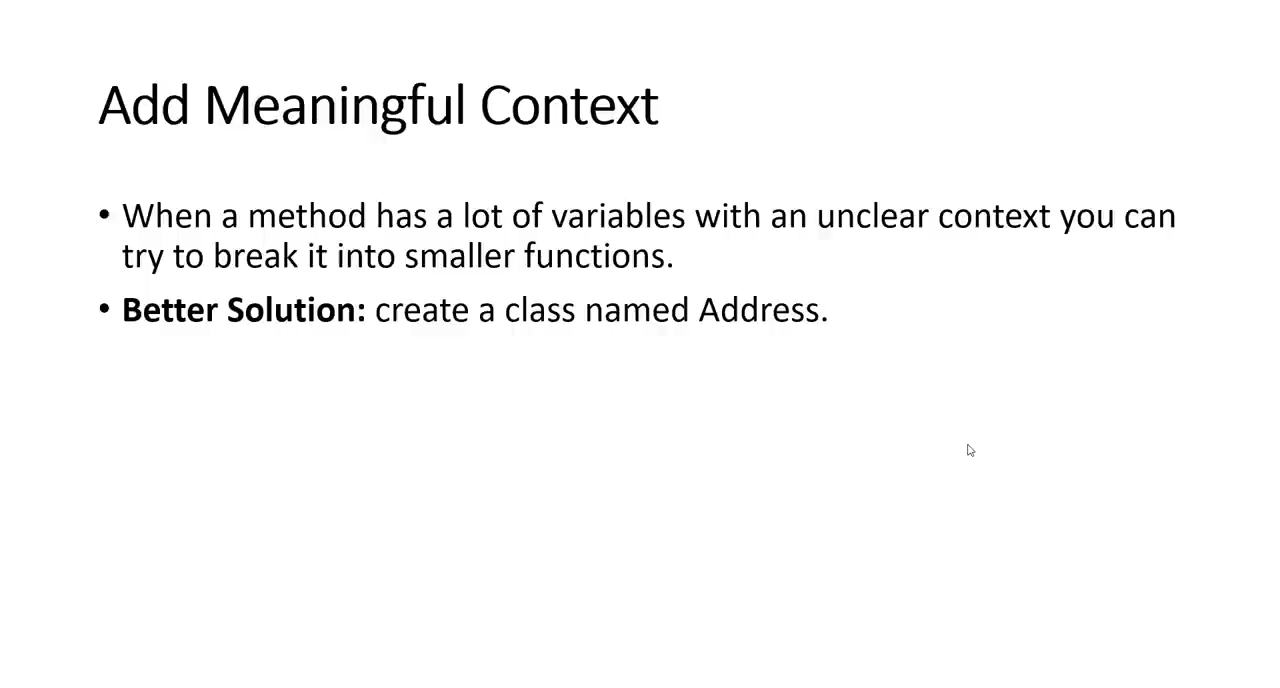 Add Meaningful Context
• When a method has a lot of variables with an unclear context you can
try to break it into smaller functions.
• Better Solution: create a class named Address.